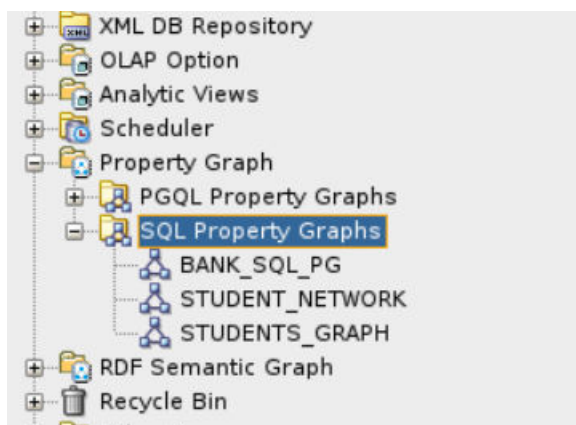 XML DB Repository
OLAP Option
Analytic Views
Scheduler
Property Graph
PGQL Property Graphs
SQL Property Graphs
BANK_SQL_PG
STUDENT_NETWORK
STUDENTS_GRAPH
RDF Semantic Graph
Recycle Bin